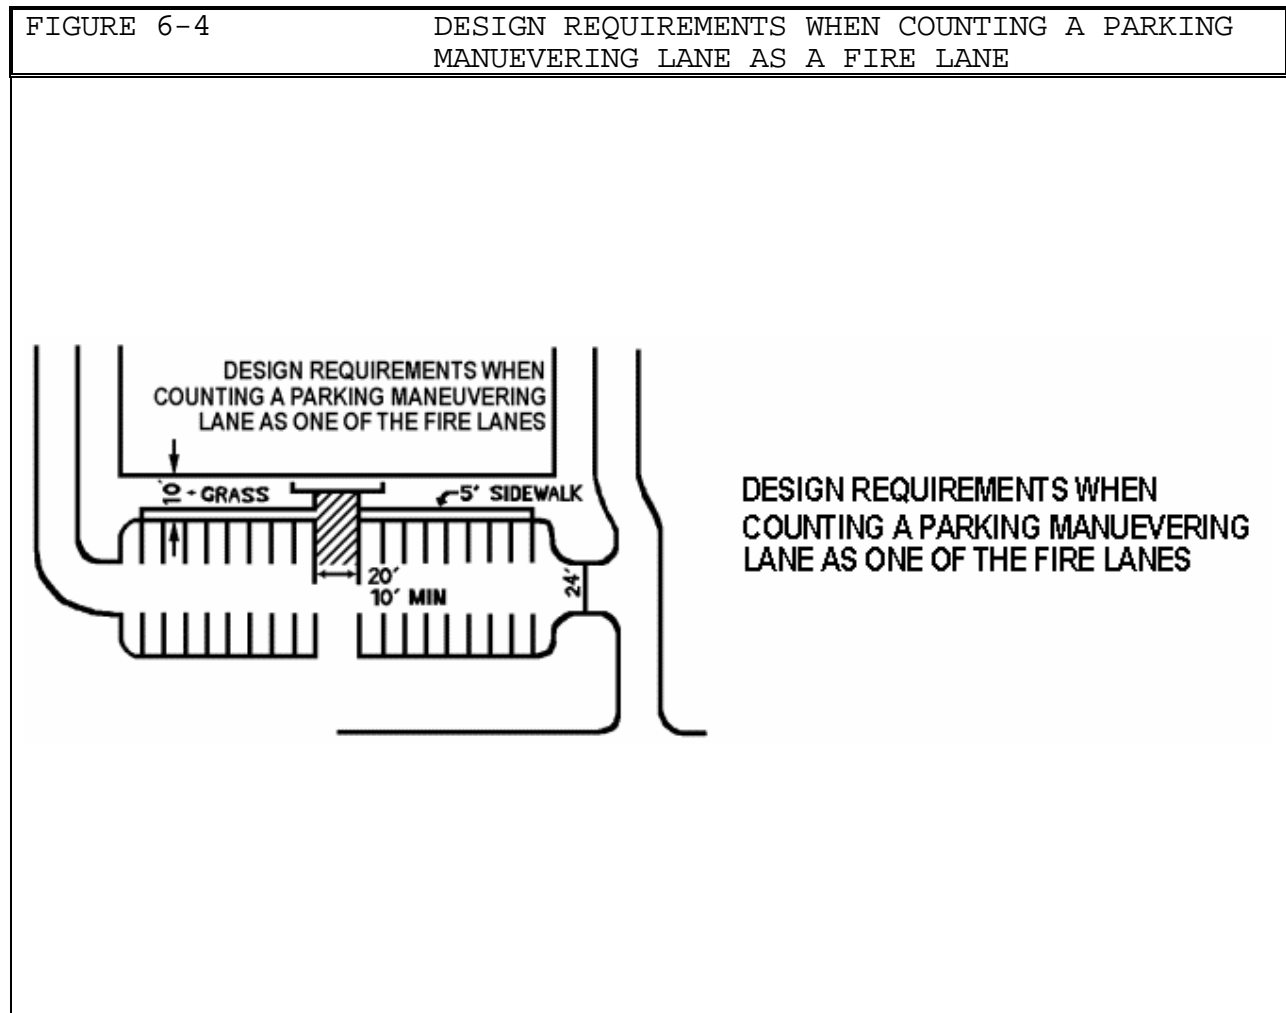 FIGURE 6-4
DESIGN REQUIREMENTS WHEN COUNTING A PARKING
MANUEVERING LANE AS A FIRE LANE
DESIGN REQUIREMENTS WHEN
COUNTING A PARKING MANEUVERING
LANE AS ONE OF THE FIRE LANES
10' - GRASS
5' SIDEWALK
20'
10' MIN
24'
DESIGN REQUIREMENTS WHEN
COUNTING A PARKING MANUEVERING
LANE AS ONE OF THE FIRE LANES